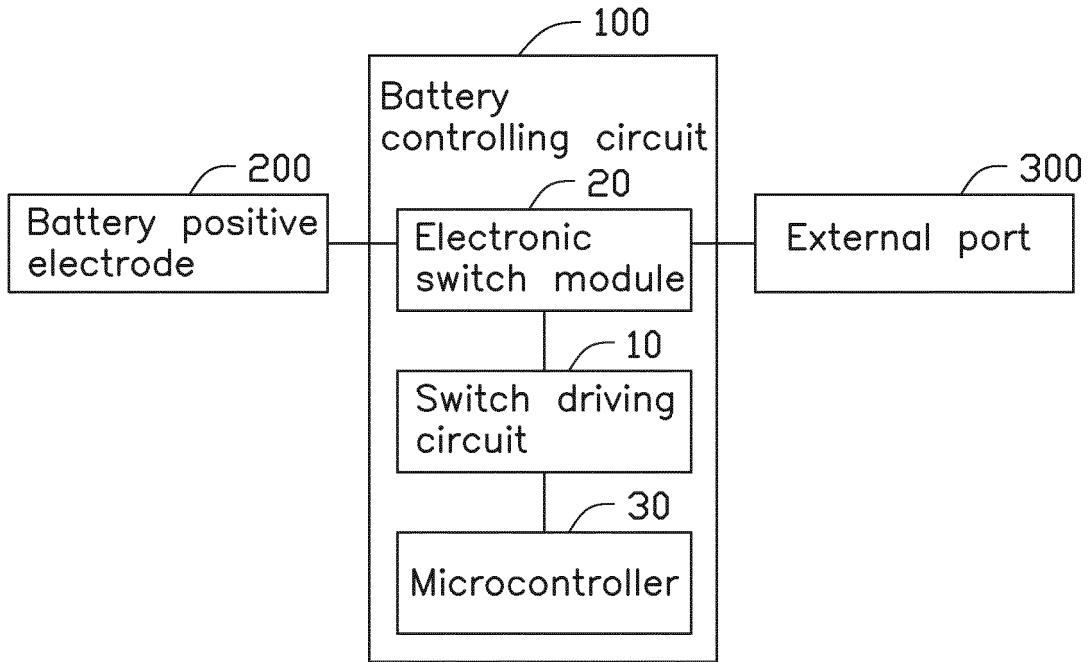 100
Battery
controlling circuit
200
Battery positive
electrode
20
Electronic
switch module
300
External port
10
Switch driving
circuit
30
Microcontroller